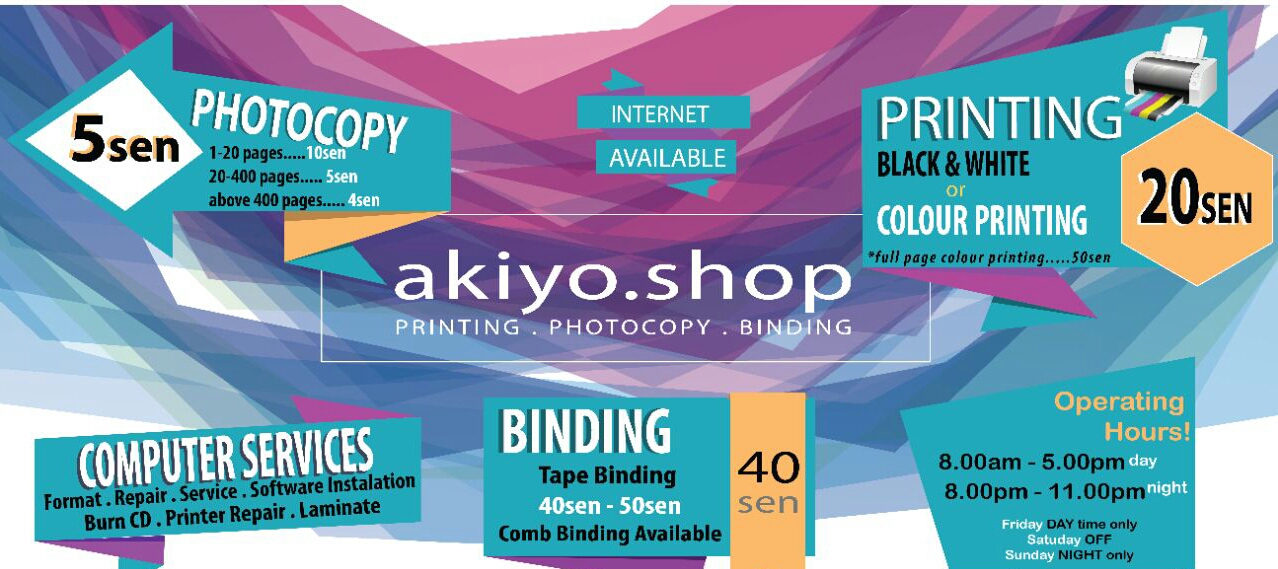 5sen
PHOTOCOPY
1-20 pages.....10sen
20-400 pages..... 5sen
above 400 pages..... 4sen
INTERNET
AVAILABLE
PRINTING
BLACK & WHITE
or
COLOUR PRINTING
*full page colour printing.....50sen
20SEN
akiyo.shop
PRINTING . PHOTOCOPY . BINDING
COMPUTER SERVICES
Format . Repair . Service . Software Instalation
Burn CD . Printer Repair . Laminate
BINDING
Tape Binding
40sen - 50sen
Comb Binding Available
40
sen
Operating
Hours!
8.00am - 5.00pm day
8.00pm - 11.00pm night
Friday DAY time only
Satuday OFF
Sunday NIGHT only